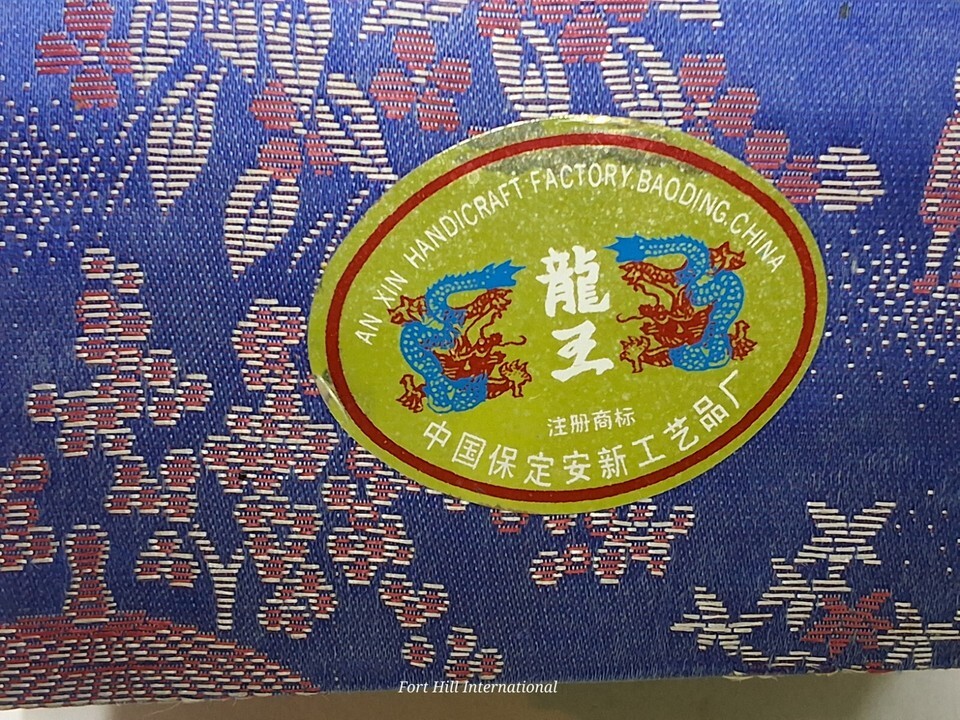 AN XIN HANDICRAFT·FACTORY.BAODING.CHINA
龍王
注册商标
中国保定安新工艺品厂
Fort Hill International